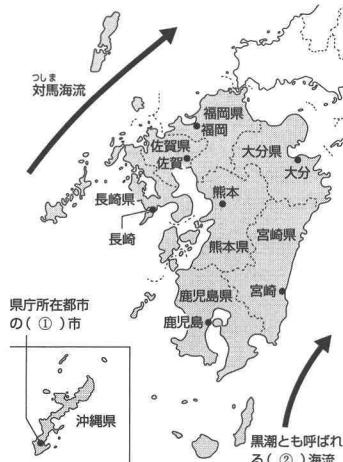 つしま
対馬海流
福岡県
福岡
佐賀県
佐賀
大分県
大分
長崎県
長崎
熊本
熊本県
宮崎県
宮崎
鹿児島県
鹿児島
県庁所在都市
の( ① )市
沖縄県
黒潮とも呼ばれ
る( ② )海流